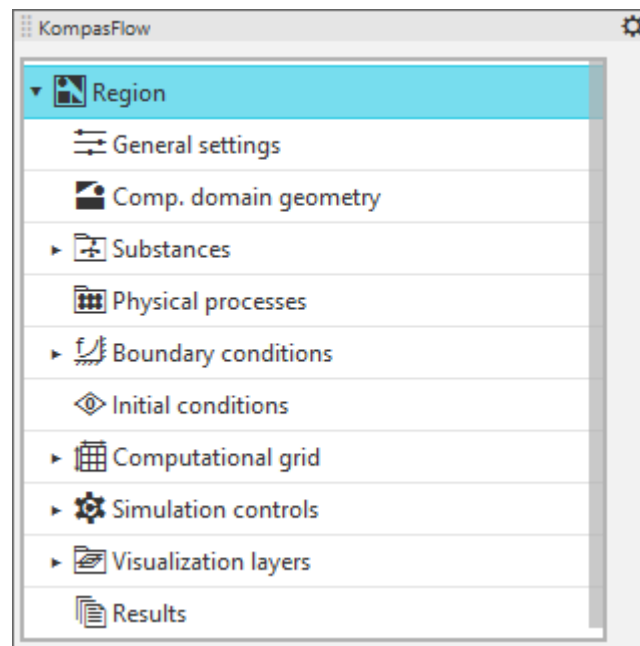 KompasFlow
Region
General settings
Comp. domain geometry
Substances
Physical processes
Boundary conditions
Initial conditions
Computational grid
Simulation controls
Visualization layers
Results